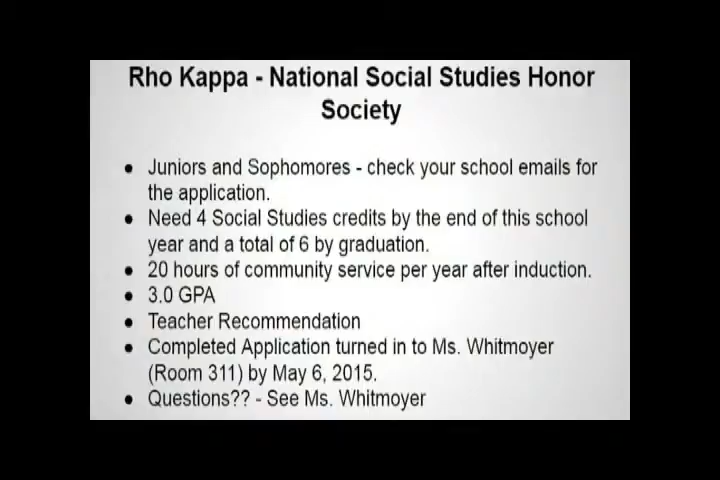 Rho Kappa - National Social Studies Honor
Society
● Juniors and Sophomores - check your school emails for
the application.
● Need 4 Social Studies credits by the end of this school
year and a total of 6 by graduation.
● 20 hours of community service per year after induction.
● 3.0 GPA
● Teacher Recommendation
● Completed Application turned in to Ms. Whitmoyer
(Room 311) by May 6, 2015.
● Questions?? - See Ms. Whitmoyer